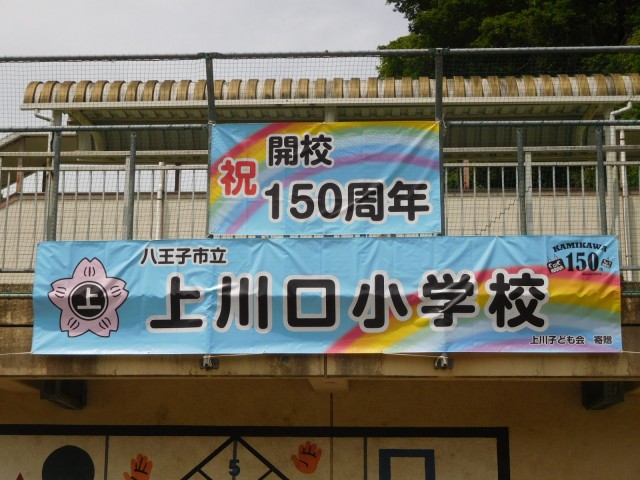 祝
開校
150周年
八王子市立
上
上川口小学校
KAMIKAWA
150
上川子ども会 寄贈
5